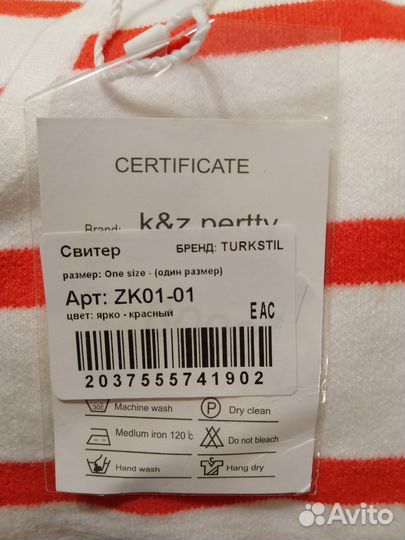 CERTIFICATE
Brand: k&z pertty
Свитер БРЕНД: TURKSTIL
размер: One size - (один размер)
Арт: ZK01-01
цвет: ярко - красный EAC
2037555741902
30C Machine wash P Dry clean
Medium iron 120°c Do not bleach
Hand wash Hang dry
Avito